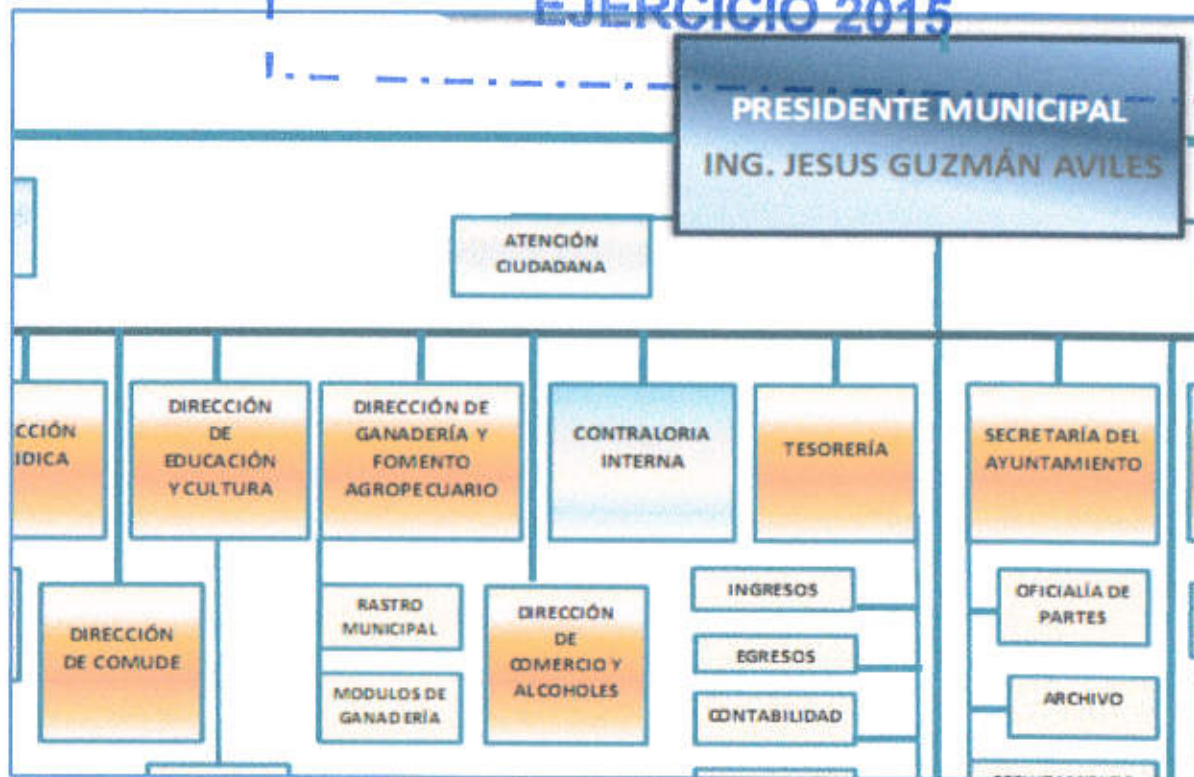 EJERCICIO 2015
PRESIDENTE MUNICIPAL
ING. JESUS GUZMÁN AVILES
ATENCIÓN
CIUDADANA
CCIÓN
IDICA
DIRECCIÓN
DE
EDUCACIÓN
Y CULTURA
DIRECCIÓN DE
GANADERÍA Y
FOMENTO
AGROPECUARIO
CONTRALORIA
INTERNA
TESORERÍA
SECRETARÍA DEL
AYUNTAMIENTO
DIRECCIÓN
DE COMUDE
RASTRO
MUNICIPAL
MODULOS DE
GANADERÍA
DIRECCIÓN
DE
COMERCIO Y
ALCOHOLES
INGRESOS
EGRESOS
CONTABILIDAD
OFICIALÍA DE
PARTES
ARCHIVO